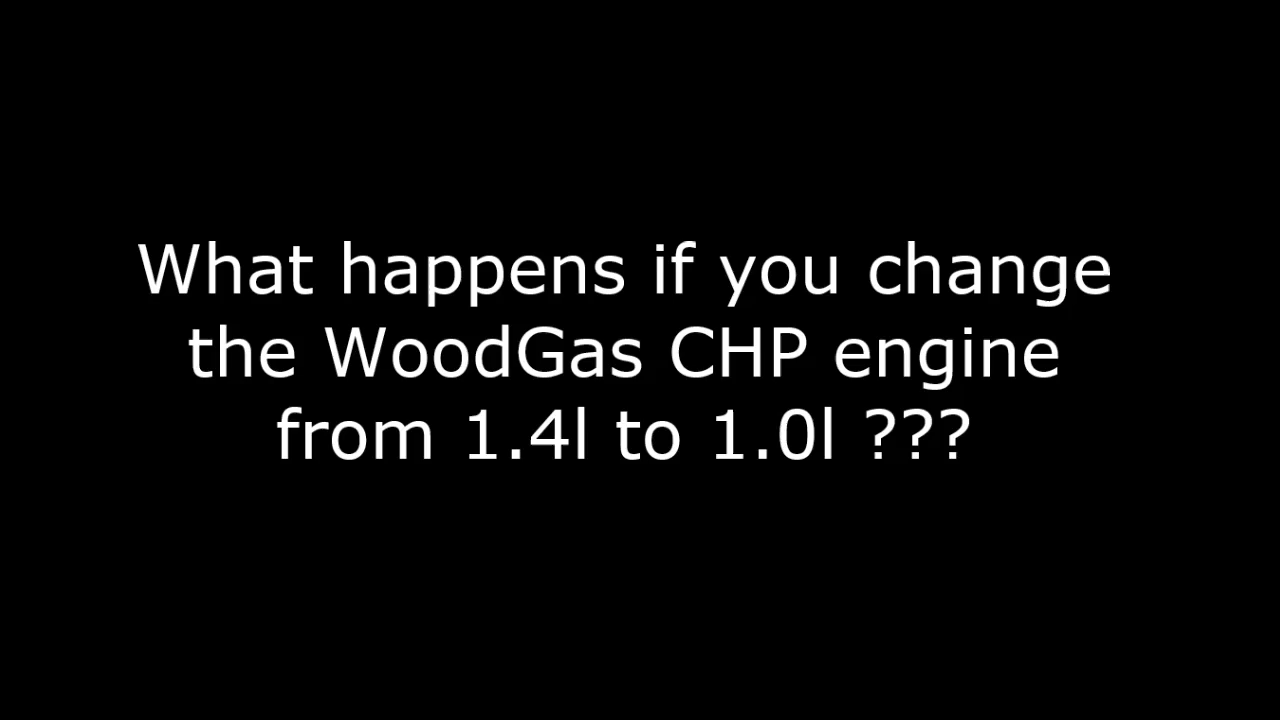 What happens if you change
the WoodGas CHP engine
from 1.4l to 1.0l ???